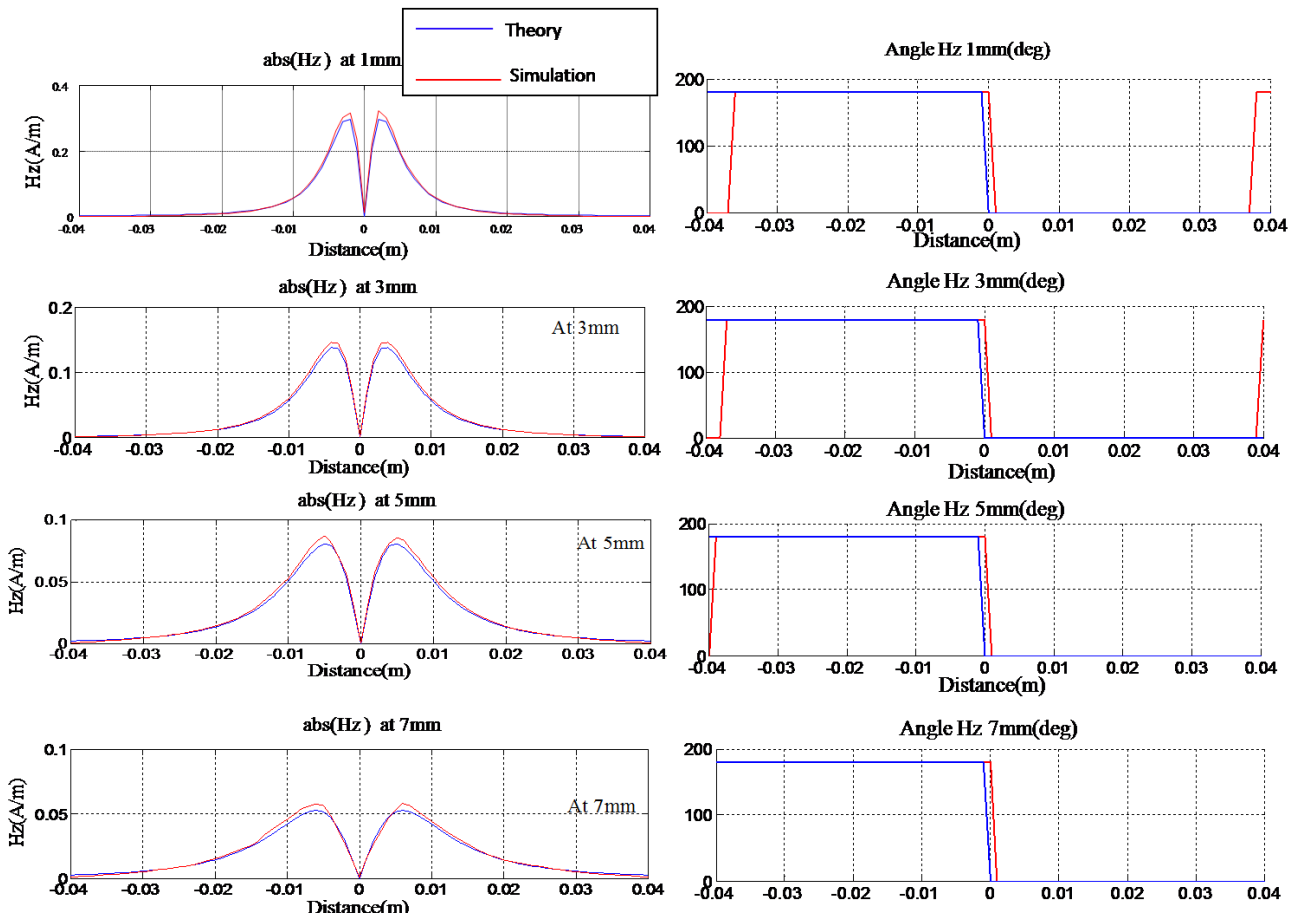 Theory
Simulation
abs(Hz) at 1mm
Hz(A/m)
0.4
0.2
0
-0.04 -0.03 -0.02 -0.01 0 0.01 0.02 0.03 0.04
Distance(m)
Angle Hz 1mm(deg)
200
100
0
-0.04 -0.03 -0.02 -0.01 0 0.01 0.02 0.03 0.04
Distance(m)
abs(Hz) at 3mm
At 3mm
Hz(A/m)
0.2
0.1
0
-0.04 -0.03 -0.02 -0.01 0 0.01 0.02 0.03 0.04
Distance(m)
Angle Hz 3mm(deg)
200
100
0
-0.04 -0.03 -0.02 -0.01 0 0.01 0.02 0.03 0.04
Distance(m)
abs(Hz) at 5mm
At 5mm
Hz(A/m)
0.1
0.05
0
-0.04 -0.03 -0.02 -0.01 0 0.01 0.02 0.03 0.04
Distance(m)
Angle Hz 5mm(deg)
200
100
0
-0.04 -0.03 -0.02 -0.01 0 0.01 0.02 0.03 0.04
Distance(m)
abs(Hz) at 7mm
At 7mm
Hz(A/m)
0.1
0.05
0
-0.04 -0.03 -0.02 -0.01 0 0.01 0.02 0.03 0.04
Distance(m)
Angle Hz 7mm(deg)
200
100
0
-0.04 -0.03 -0.02 -0.01 0 0.01 0.02 0.03 0.04